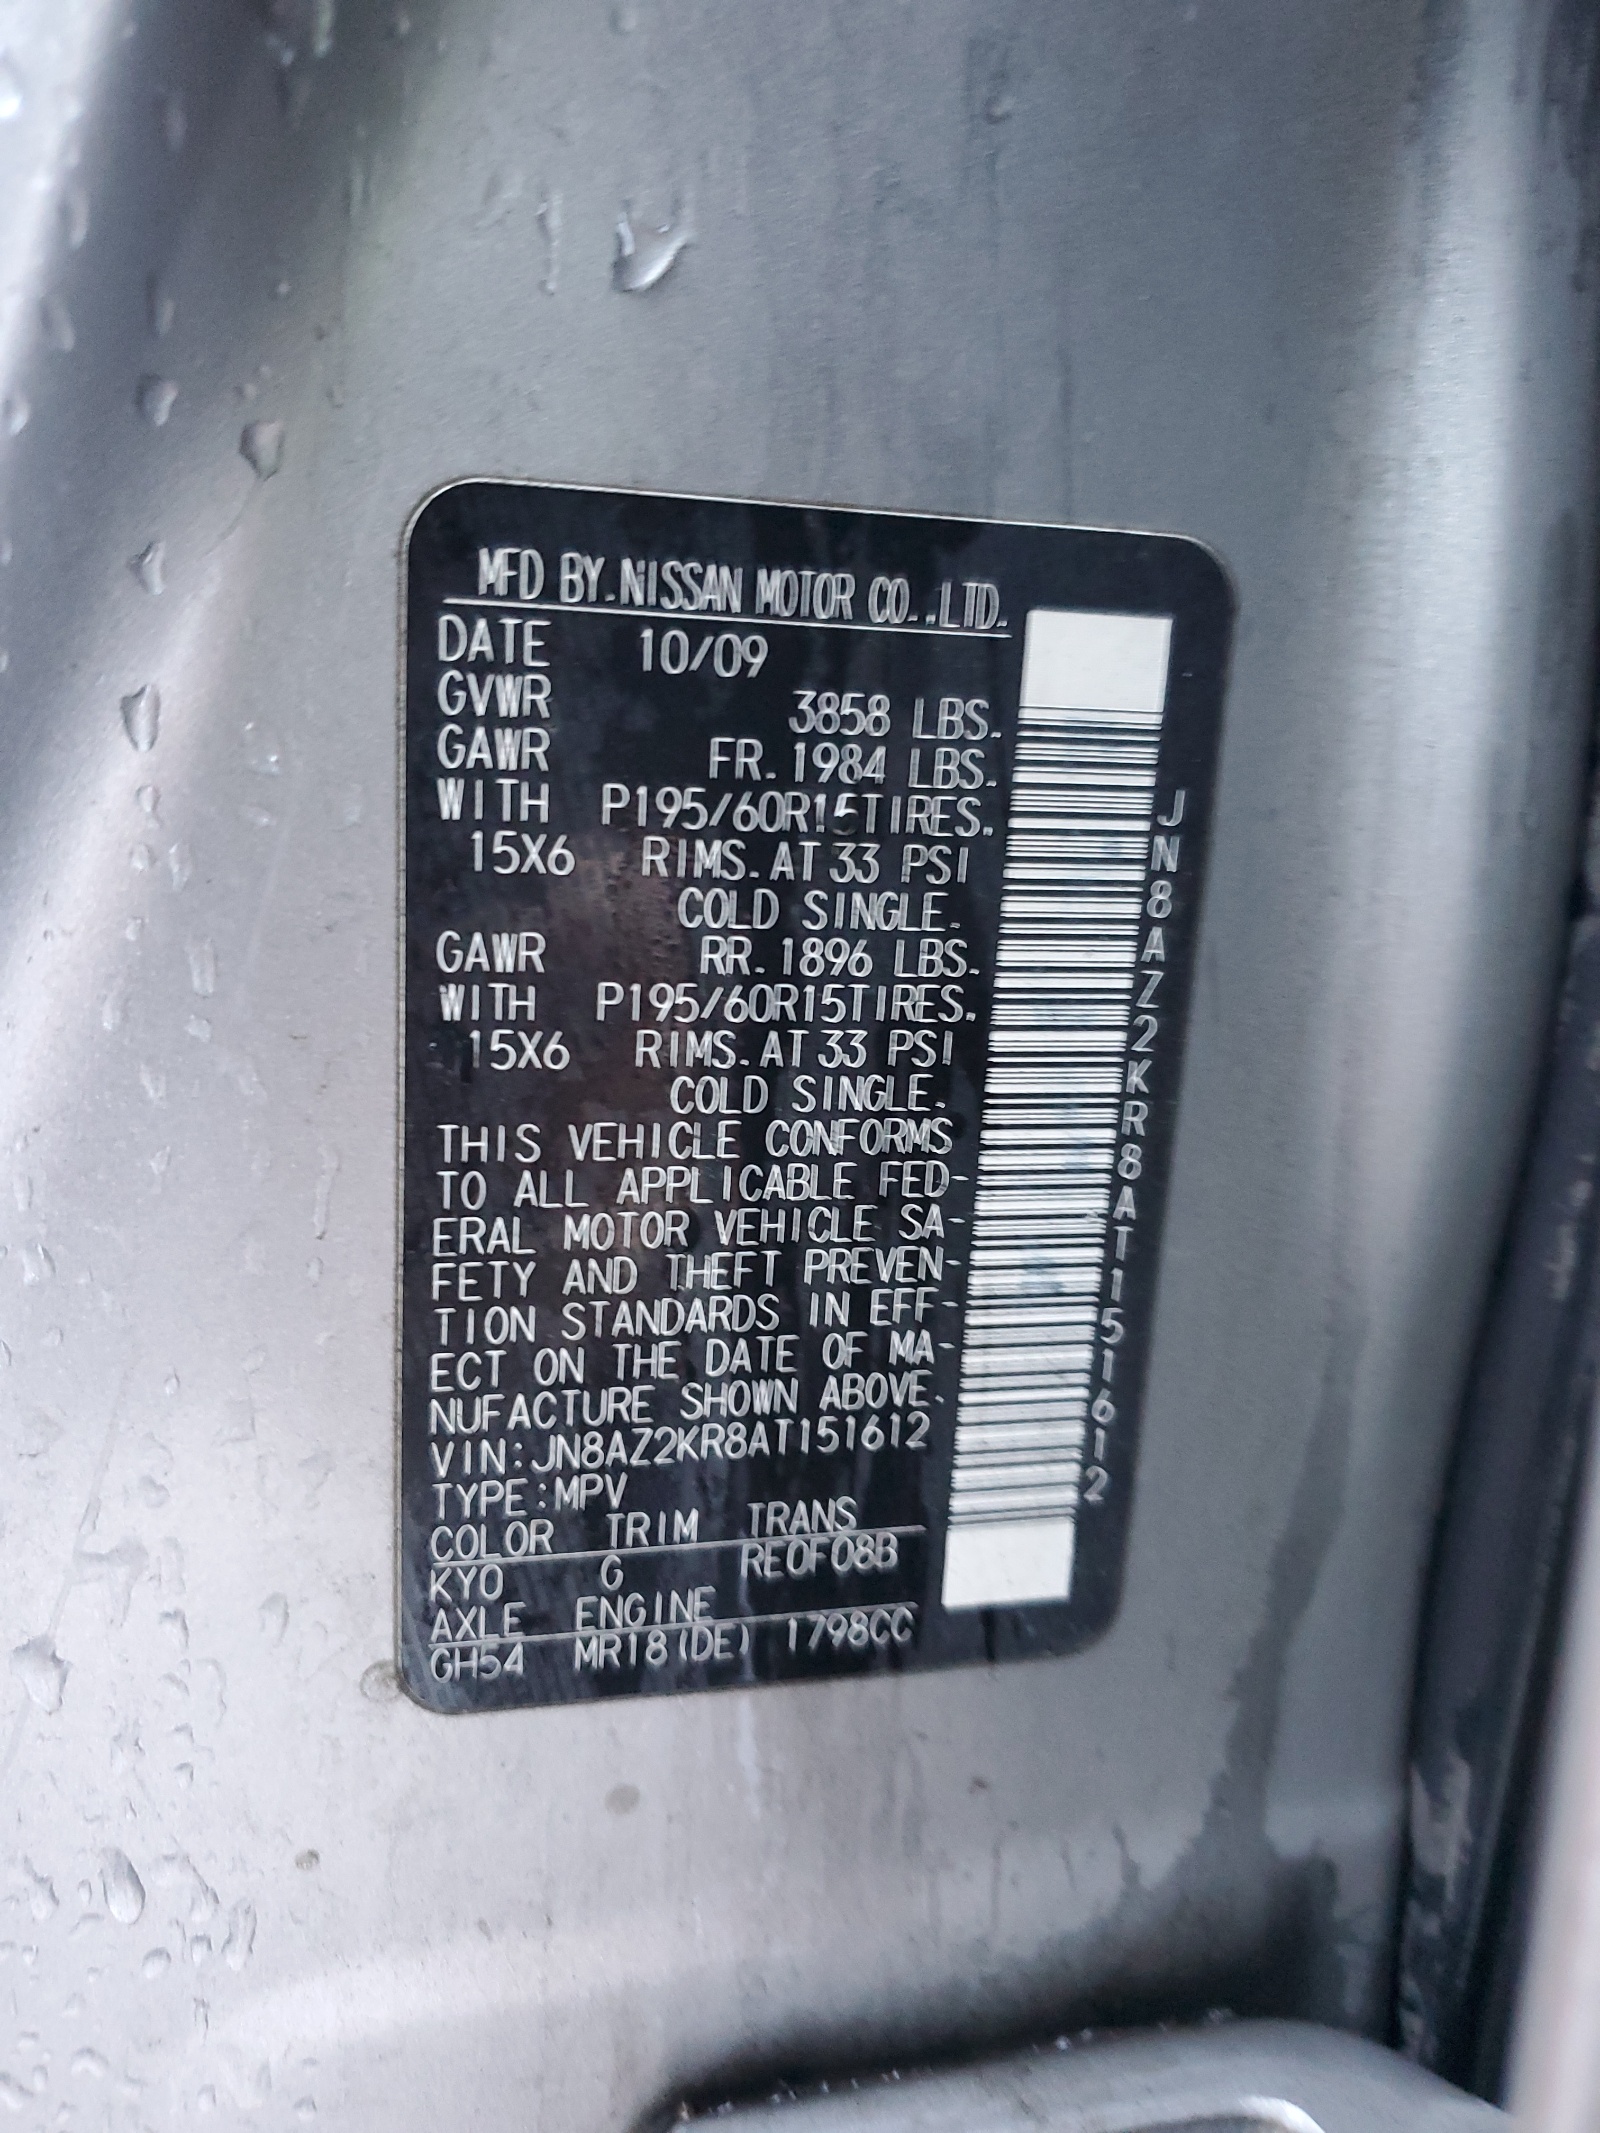 MFD BY.NISSAN MOTOR CO.,LTD.
DATE 10/09
GVWR 3858 LBS.
GAWR FR. 1984 LBS.
WITH P195/60R15TIRES.
15X6 RIMS.AT 33 PSI
COLD SINGLE.
GAWR RR. 1896 LBS.
WITH P195/60R15TIRES.
15X6 RIMS.AT 33 PSI
COLD SINGLE.
THIS VEHICLE CONFORMS
TO ALL APPLICABLE FED-
ERAL MOTOR VEHICLE SA-
FETY AND THEFT PREVEN-
TION STANDARDS IN EFF-
ECT ON THE DATE OF MA-
NUFACTURE SHOWN ABOVE.
VIN:JN8AZ2KR8AT151612
TYPE:MPV
COLOR TRIM TRANS
KY0 G RE0F08B
AXLE ENGINE
GH54 MR18(DE) 1798CC
JN8AZ2KR8AT151612